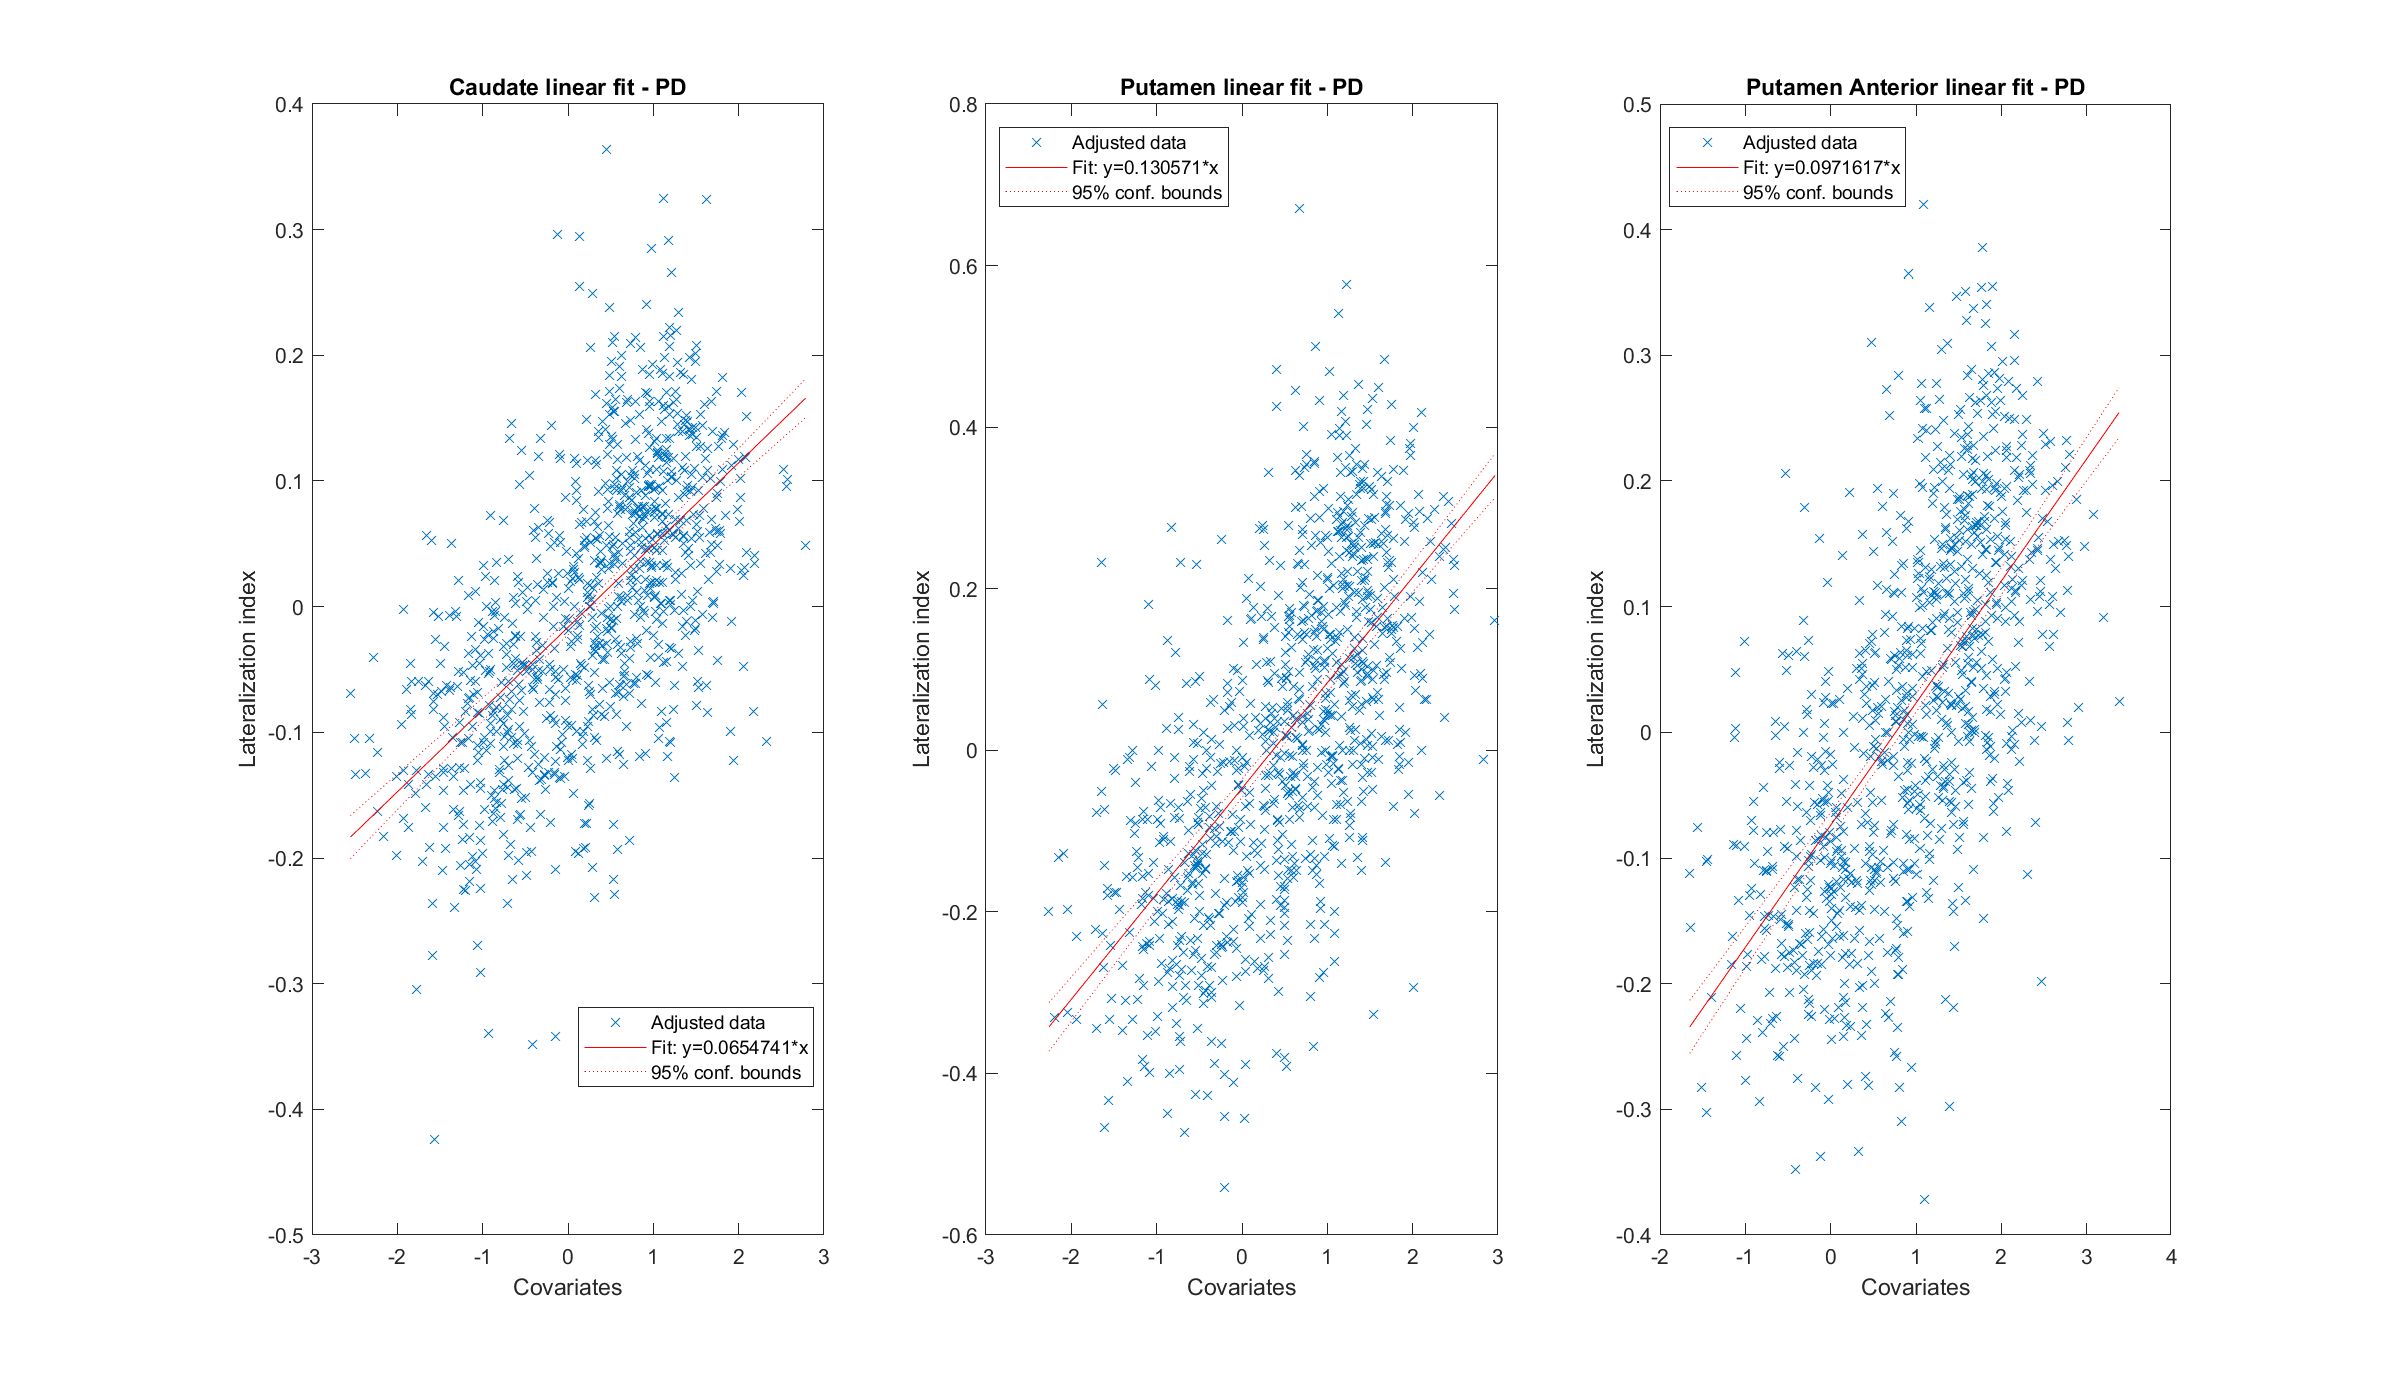 Caudate linear fit - PD
0.4
0.3
0.2
0.1
0
-0.1
-0.2
-0.3
-0.4
-0.5
Lateralization index
Adjusted data
Fit: y=0.0654741*x
95% conf. bounds
-3 -2 -1 0 1 2 3
Covariates
Putamen linear fit - PD
0.8
0.6
0.4
0.2
0
-0.2
-0.4
-0.6
Lateralization index
Adjusted data
Fit: y=0.130571*x
95% conf. bounds
-3 -2 -1 0 1 2 3
Covariates
Putamen Anterior linear fit - PD
0.5
0.4
0.3
0.2
0.1
0
-0.1
-0.2
-0.3
-0.4
Lateralization index
Adjusted data
Fit: y=0.0971617*x
95% conf. bounds
-2 -1 0 1 2 3 4
Covariates